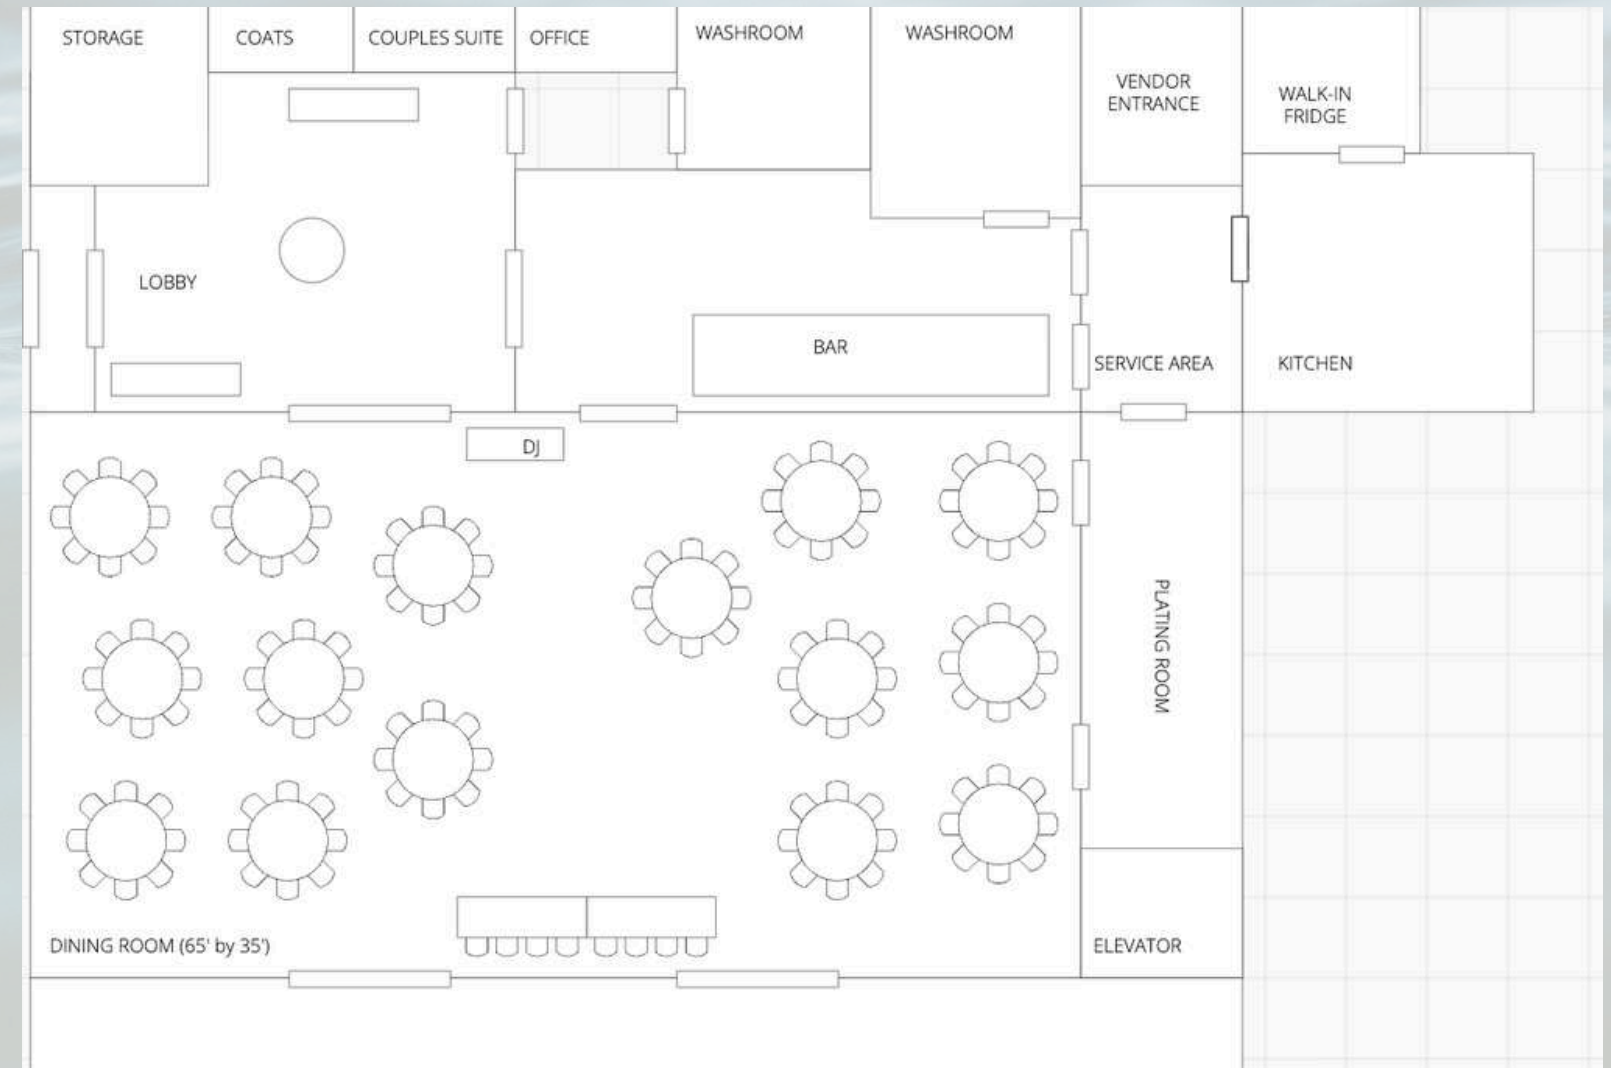 STORAGE
COATS
COUPLES SUITE
OFFICE
WASHROOM
WASHROOM
VENDOR
ENTRANCE
WALK-IN
FRIDGE
LOBBY
BAR
SERVICE AREA
KITCHEN
DJ
PLATING ROOM
DINING ROOM (65' by 35')
ELEVATOR